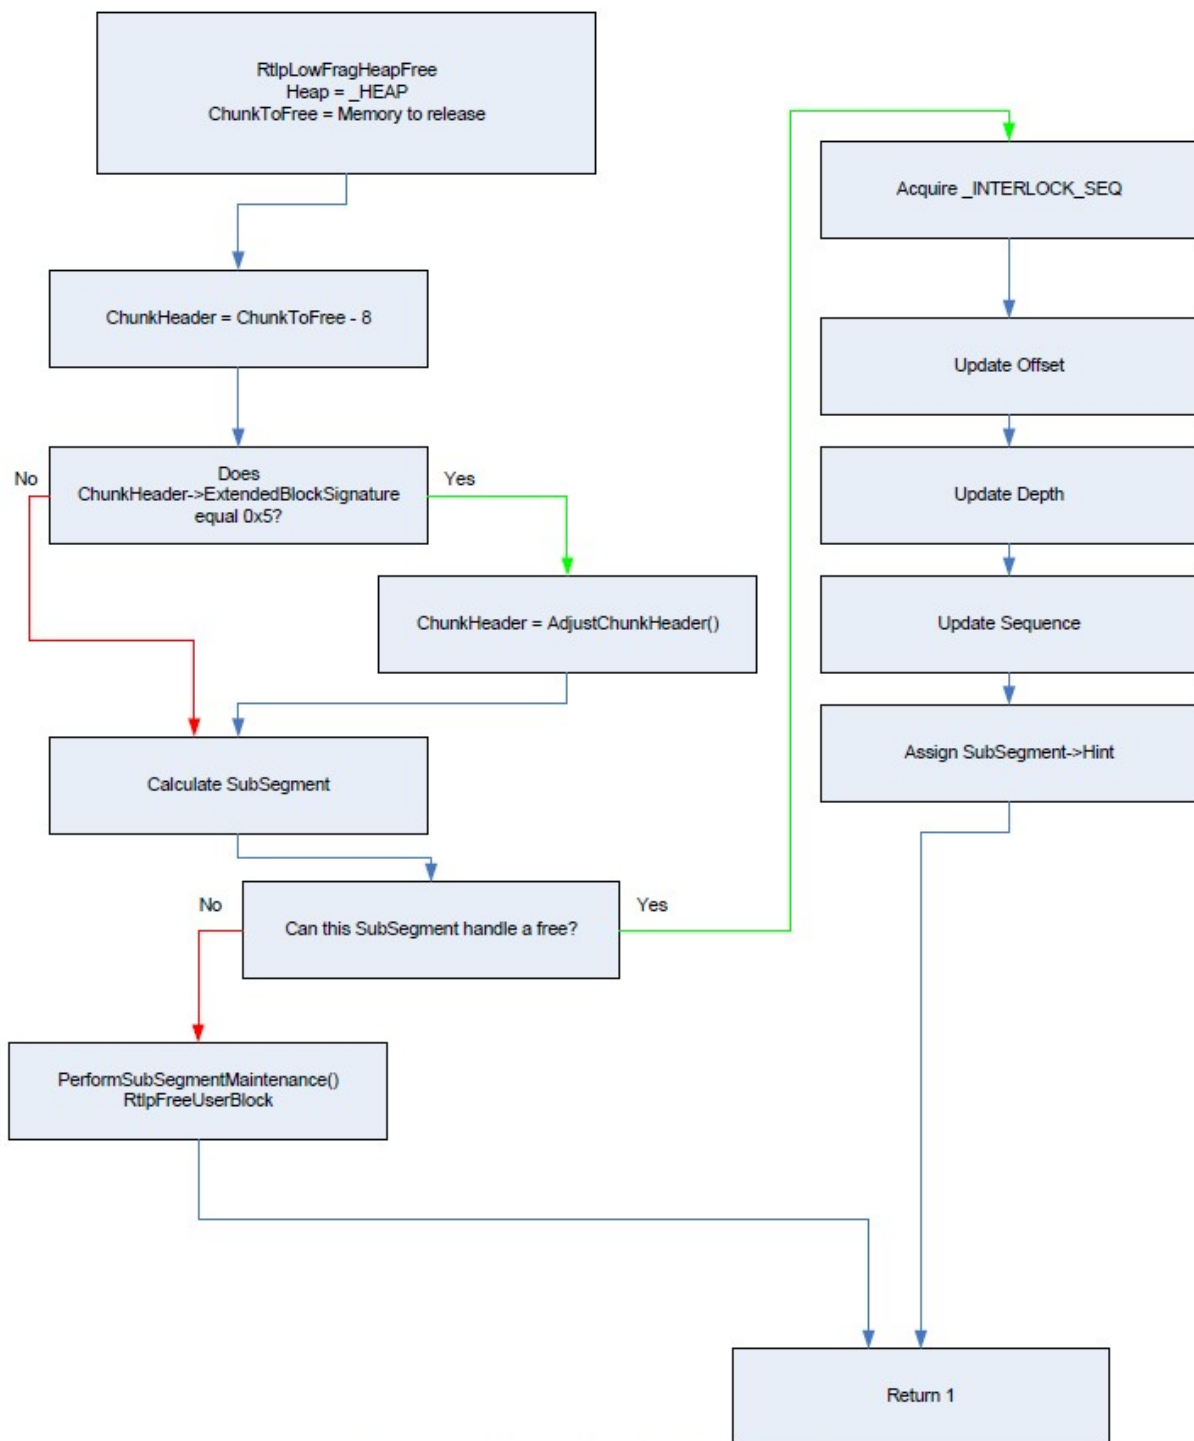 RtlpLowFragHeapFree
Heap = _HEAP
ChunkToFree = Memory to release
ChunkHeader = ChunkToFree - 8
Does
ChunkHeader->ExtendedBlockSignature
equal 0x5?
No
Yes
ChunkHeader = AdjustChunkHeader()
Calculate SubSegment
Can this SubSegment handle a free?
No
Yes
PerformSubSegmentMaintenance()
RtlpFreeUserBlock
Acquire _INTERLOCK_SEQ
Update Offset
Update Depth
Update Sequence
Assign SubSegment->Hint
Return 1